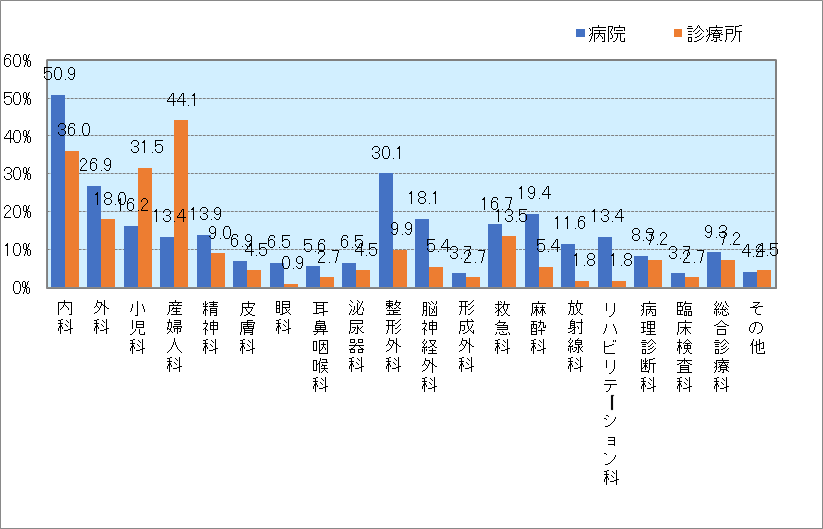 病院 診療所
60%
50%
40%
30%
20%
10%
0%
50.9 36.0
26.9 18.0
16.2 31.5
13.4 44.1
13.9 9.0
6.9 4.5
6.5 0.9
5.6 2.7
6.5 4.5
30.1 9.9
18.1 5.4
3.7 2.7
16.7 13.5
19.4 5.4
11.6 1.8
13.4 1.8
8.3 7.2
3.7 2.7
9.3 7.2
4.2 4.5
内科
外科
小児科
産婦人科
精神科
皮膚科
眼科
耳鼻咽喉科
泌尿器科
整形外科
脳神経外科
形成外科
救急科
麻酔科
放射線科
リハビリテーション科
病理診断科
臨床検査科
総合診療科
その他